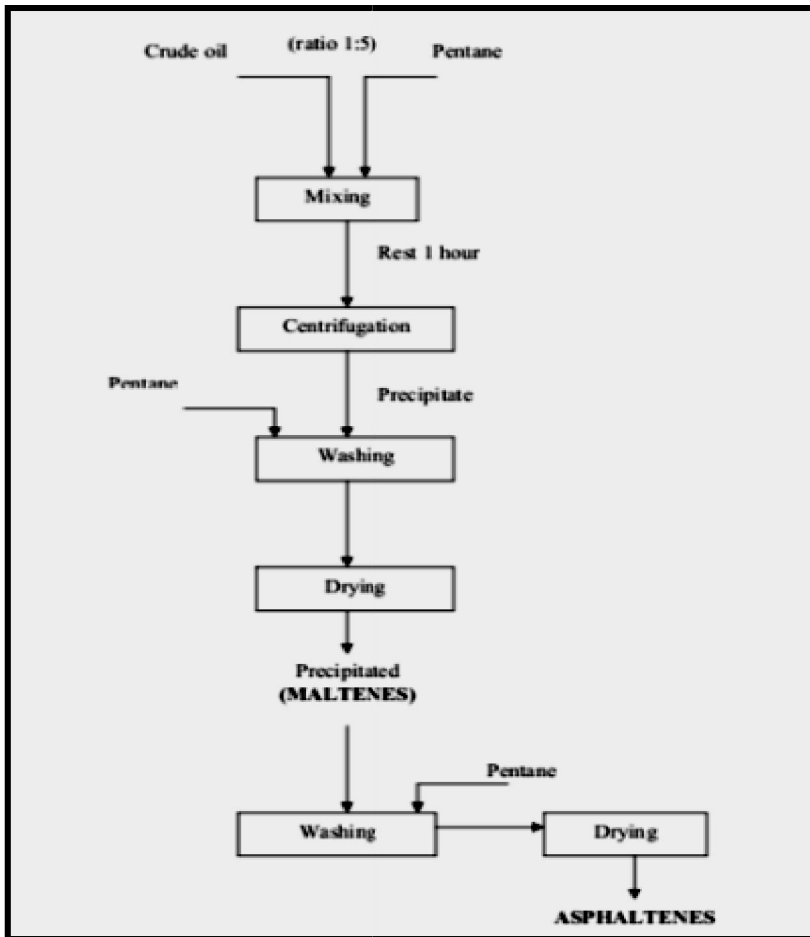 (ratio 1:5)
Crude oil
Pentane
Mixing
Rest 1 hour
Centrifugation
Pentane
Precipitate
Washing
Drying
Precipitated
(MALTENES)
Pentane
Washing
Drying
ASPHALTENES